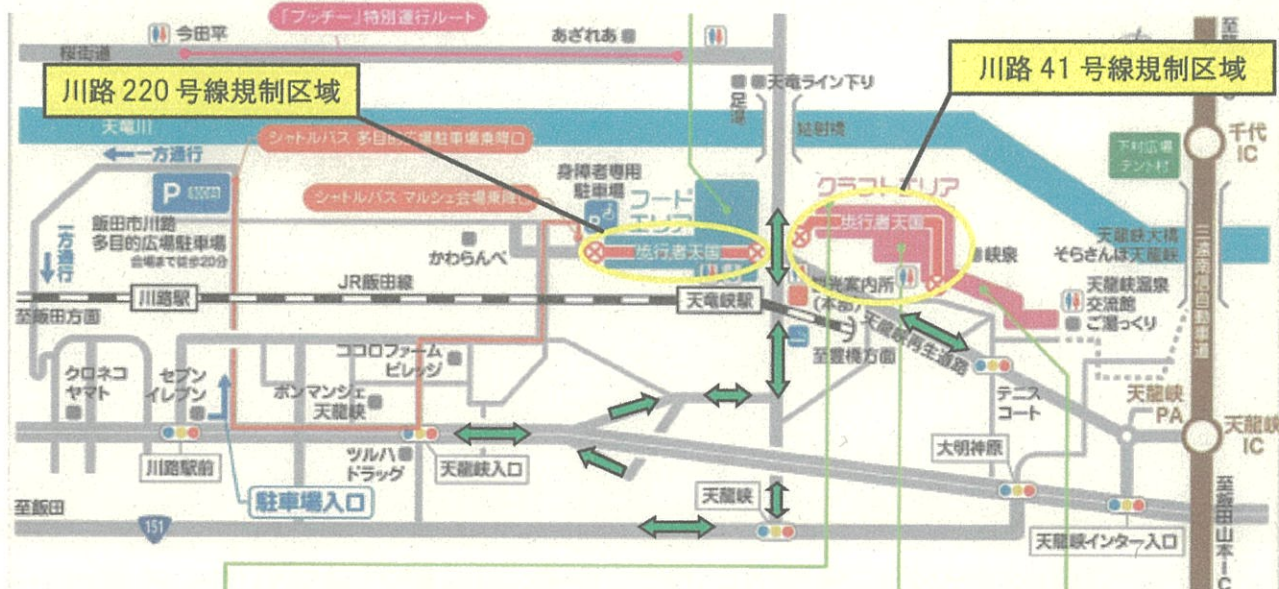 「プッチー」特別運行ルート
今田平
あざれあ
桜街道
川路220号線規制区域
川路41号線規制区域
天竜ライン下り
足湯
姑射橋
天竜川
一方通行
シャトルバス 多目的広場駐車場乗降口
下村広場
テント村
千代
IC
P
飯田市川路
多目的広場駐車場
会場まで徒歩20分
一方通行
シャトルバス マルシェ会場乗降口
身障者専用
駐車場
P
フード
エリア
歩行者天国
クラフトエリア
歩行者天国
かわらんべ
峡泉
天龍峡大橋
そらさんぽ天龍峡
三遠南信自動車道
JR飯田線
川路駅
天竜峡駅
至飯田方面
観光案内所
(本部)
至龍橋方面
天龍峡再生道路
天龍峡温泉
交流館
ご湯っくり
クロネコ
ヤマト
セブン
イレブン
ココロファーム
ビレッジ
ボンマンジェ
天龍峡
テニス
コート
天龍峡
PA
天龍峡
IC
川路駅前
ツルハ
ドラッグ
天龍峡入口
大明神原
駐車場入口
天龍峡
至飯田
151
天龍峡インター入口
至飯田山本IC